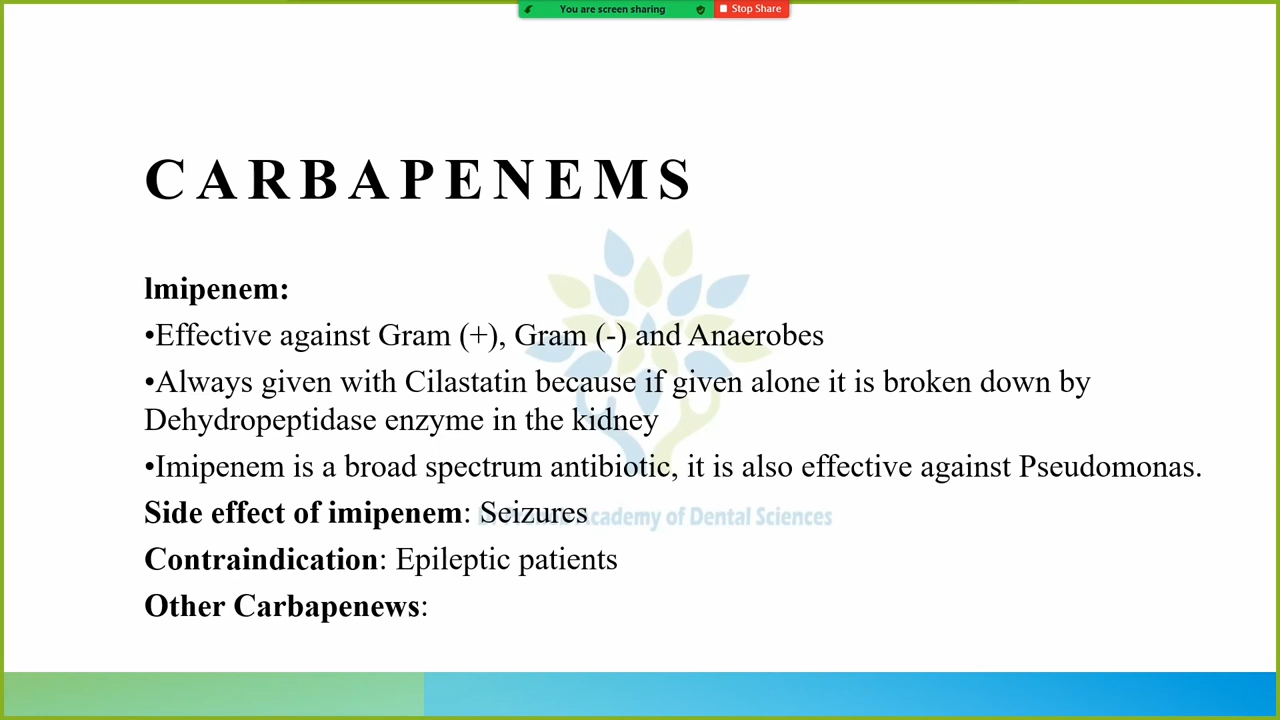 You are screen sharing
Stop Share
CARBAPENEMS
lmipenem:
•Effective against Gram (+), Gram (-) and Anaerobes
•Always given with Cilastatin because if given alone it is broken down by
Dehydropeptidase enzyme in the kidney
•Imipenem is a broad spectrum antibiotic, it is also effective against Pseudomonas.
Side effect of imipenem: Seizures
Academy of Dental Sciences
Contraindication: Epileptic patients
Other Carbapenews: